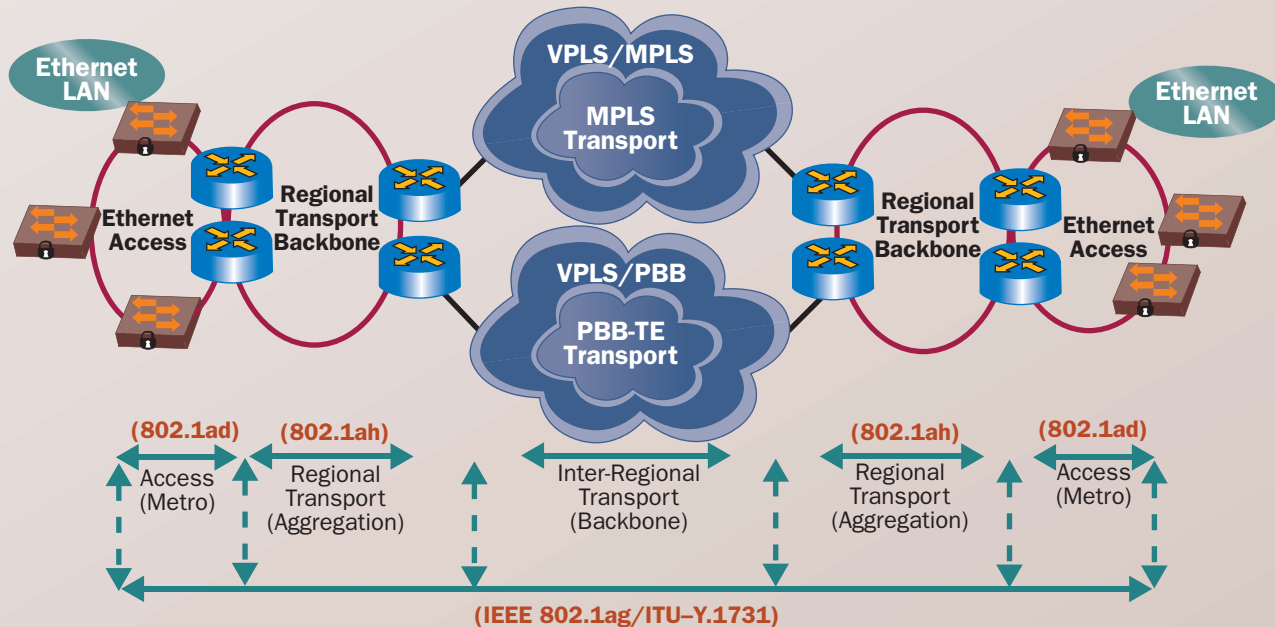 Ethernet
LAN
VPLS/MPLS
MPLS
Transport
Ethernet
LAN
Ethernet
Access
Regional
Transport
Backbone
Regional
Transport
Backbone
Ethernet
Access
VPLS/PBB
PBB-TE
Transport
(802.1ad)
(802.1ah)
(802.1ah)
(802.1ad)
Access
(Metro)
Regional
Transport
(Aggregation)
Inter-Regional
Transport
(Backbone)
Regional
Transport
(Aggregation)
Access
(Metro)
(IEEE 802.1ag/ITU–Y.1731)